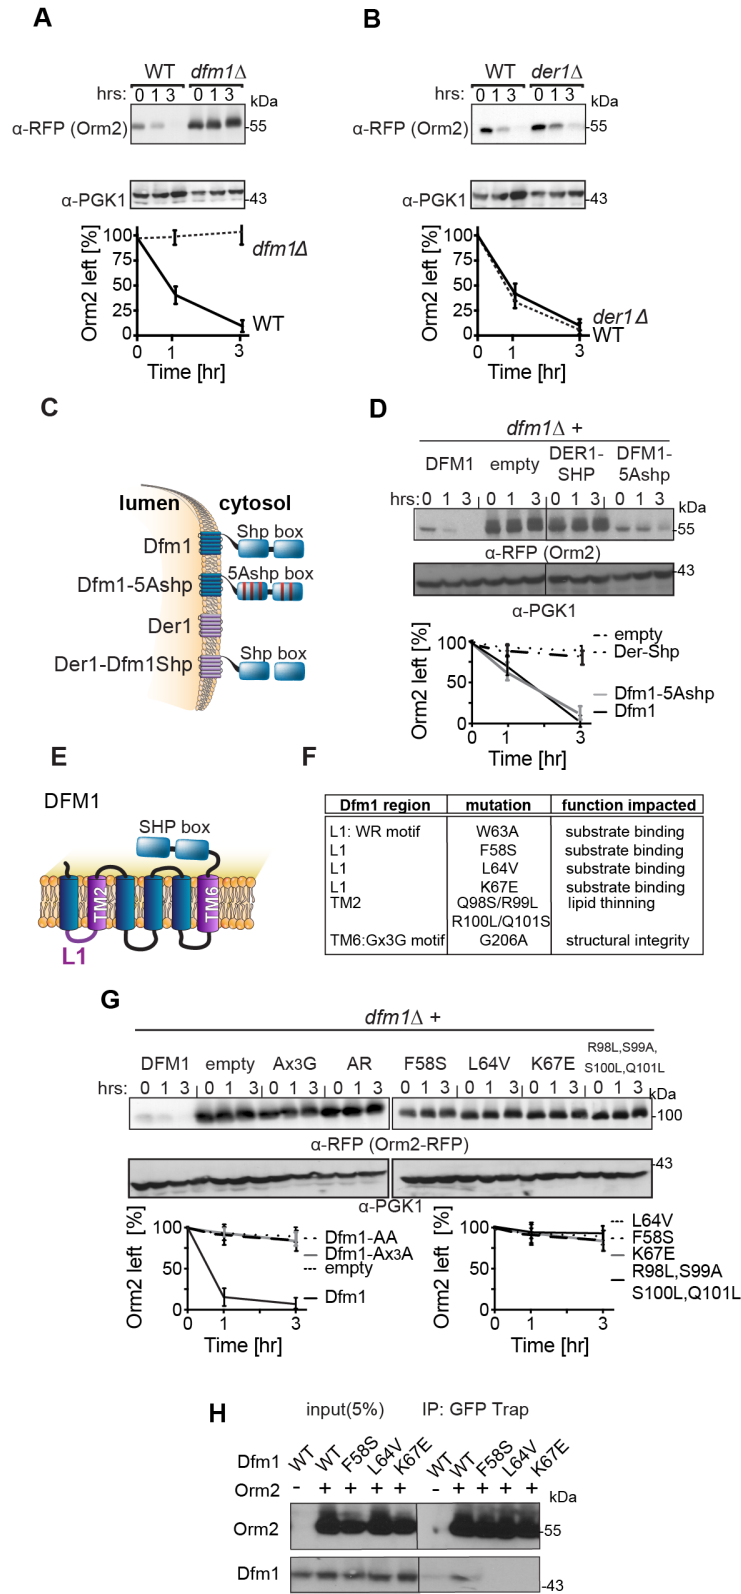 A
WT dfm1Δ
hrs: 0 1 3 0 1 3
kDa
α-RFP (Orm2)
-55
α-PGK1
-43
Orm2 left [%]
100
75
50
25
0
dfm1Δ
WT
0 1 3
Time [hr]
B
WT der1Δ
hrs: 0 1 3 0 1 3
kDa
α-RFP (Orm2)
-55
α-PGK1
-43
Orm2 left [%]
100
75
50
25
0
der1Δ
WT
0 1 3
Time [hr]
C
lumen cytosol
Shp box
Dfm1
5Ashp box
Dfm1-5Ashp
Der1
Shp box
Der1-Dfm1Shp
D
dfm1Δ +
DFM1 empty DER1-SHP DFM1-5Ashp
hrs: 0 1 3 0 1 3 0 1 3 0 1 3
kDa
-55
α-RFP (Orm2)
-43
α-PGK1
Orm2 left [%]
100
50
0
empty
Der-Shp
Dfm1-5Ashp
Dfm1
0 1 3
Time [hr]
E
DFM1
SHP box
TM2
TM6
L1
F
Dfm1 region mutation function impacted
L1: WR motif W63A substrate binding
L1 F58S substrate binding
L1 L64V substrate binding
L1 K67E substrate binding
TM2 Q98S/R99L lipid thinning
R100L/Q101S
TM6:Gx3G motif G206A structural integrity
G
dfm1Δ +
DFM1 empty Ax3G AR F58S L64V K67E R98L,S99A,
S100L,Q101L
hrs: 0 1 3 0 1 3 0 1 3 0 1 3 0 1 3 0 1 3 0 1 3 0 1 3
kDa
-100
α-RFP (Orm2-RFP)
-43
α-PGK1
Orm2 left [%]
100
50
0
Dfm1-AA
Dfm1-Ax3A
empty
Dfm1
0 1 3
Time [hr]
Orm2 left [%]
100
50
0
L64V
F58S
K67E
R98L,S99A
S100L,Q101L
0 1 3
Time [hr]
H
input(5%) IP: GFP Trap
Dfm1 WT WT F58S L64V K67E WT WT F58S L64V K67E
Orm2 - + + + + - + + + +
kDa
Orm2
-55
Dfm1
-43